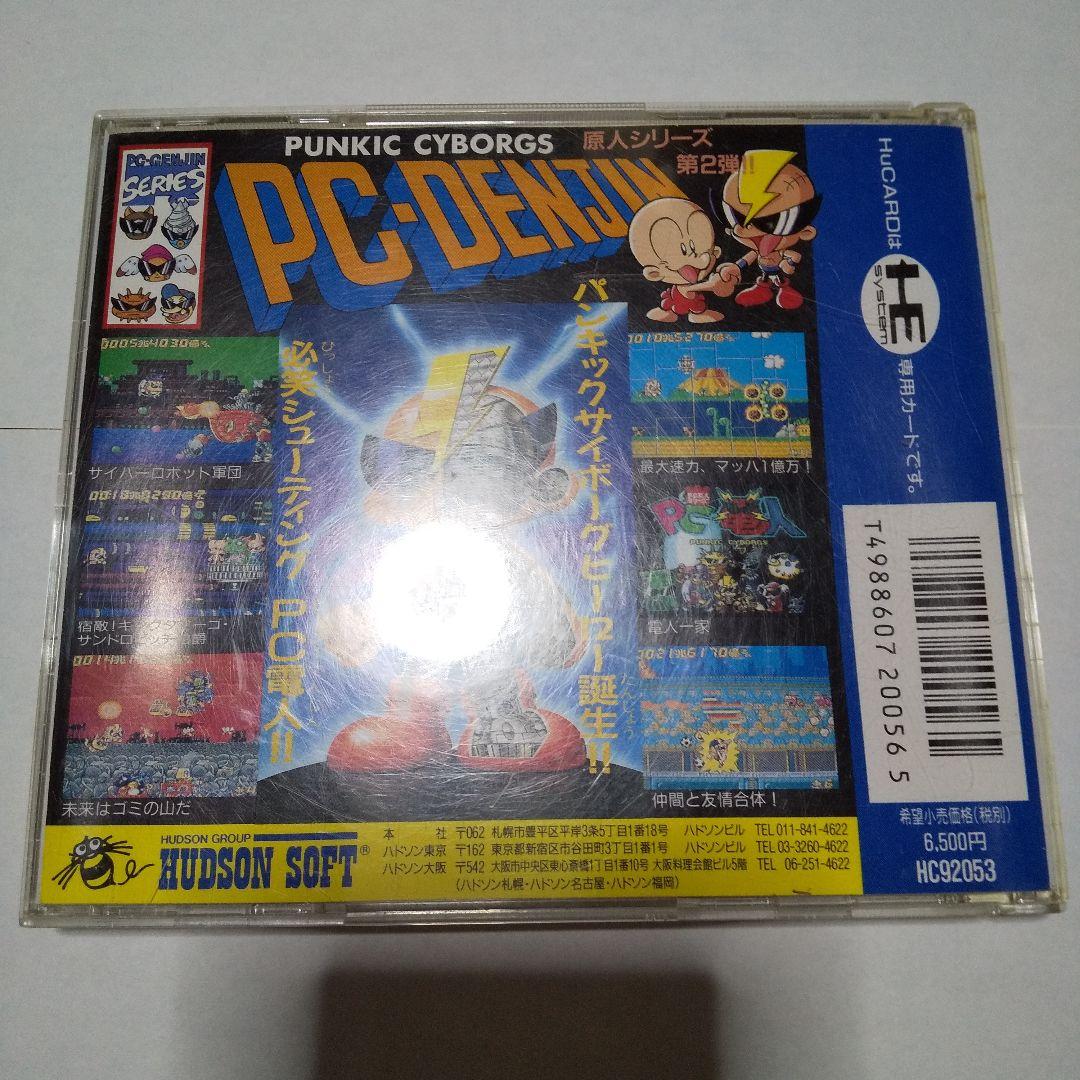 PUNKIC CYBORGS
原人シリーズ
第2弾!!
PC-GENJIN
SERIES
PC-DENJIN
パンキックサイボーグヒーロー誕生!!
たんじょう
ひっしょう
必笑シューティング PC電人!!
サイバーロボット軍団
宿敵!キング
サンドロビッチ
未来はゴミの山だ
最大速力、マッハ1億万!
PC電人
PUNKIC CYBORGS
電人一家
仲間と友情合体!
HUDSON GROUP
HUDSON SOFT®
本 社 〒062 札幌市豊平区平岸3条5丁目1番18号 ハドソンビル TEL 011-841-4622
ハドソン東京 〒162 東京都新宿区市谷田町3丁目1番1号 ハドソンビル TEL 03-3260-4622
ハドソン大阪 〒542 大阪市中央区東心斎橋1丁目1番10号 大阪料理会館ビル5階 TEL 06-251-4622
(ハドソン札幌・ハドソン名古屋・ハドソン福岡)
HuCARDは
HE
system
専用カードです。
T4988607 20056 5
希望小売価格(税別)
6,500円
HC92053